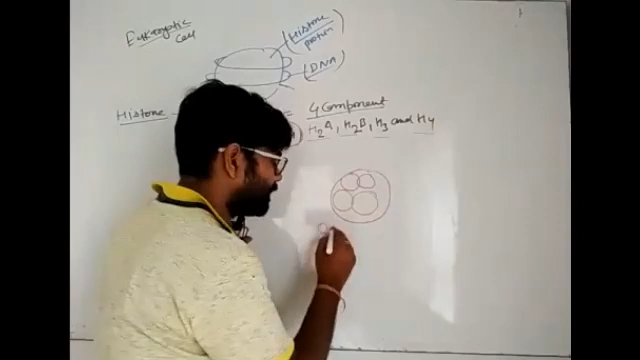 Eukaryotic
cell
(Histone
protein
(DNA)
Histone
= 4 Component
H2A, H2B, H3 and H4